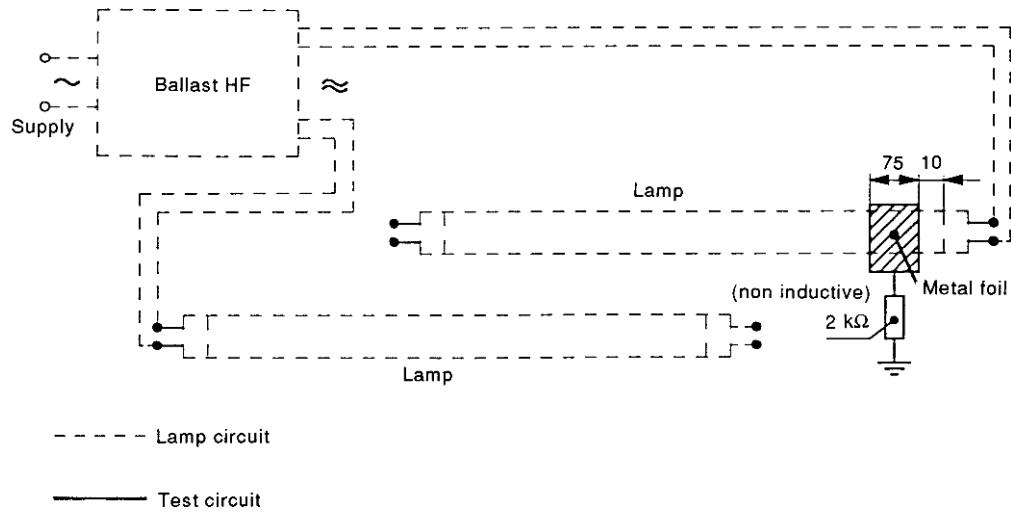 Ballast HF
∼
≈
Supply
75 10
Lamp
Metal foil
(non inductive)
2 kΩ
Lamp
Lamp circuit
Test circuit